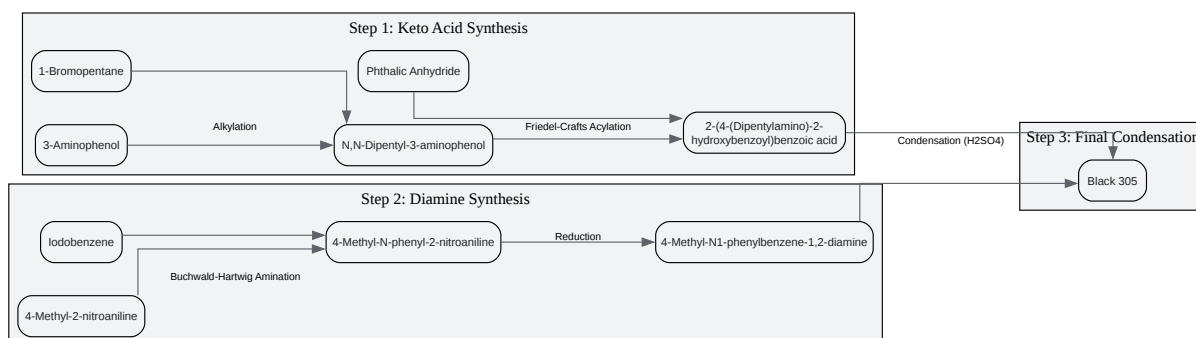 Step 1: Keto Acid Synthesis
1-Bromopentane
Phthalic Anhydride
3-Aminophenol
Alkylation
N,N-Dipentyl-3-aminophenol
Friedel-Crafts Acylation
2-(4-(Dipentylamino)-2-
hydroxybenzoyl)benzoic acid
Condensation (H2SO4)
Step 2: Diamine Synthesis
Iodobenzene
4-Methyl-2-nitroaniline
Buchwald-Hartwig Amination
4-Methyl-N-phenyl-2-nitroaniline
Reduction
4-Methyl-N1-phenylbenzene-1,2-diamine
Step 3: Final Condensation
Black 305